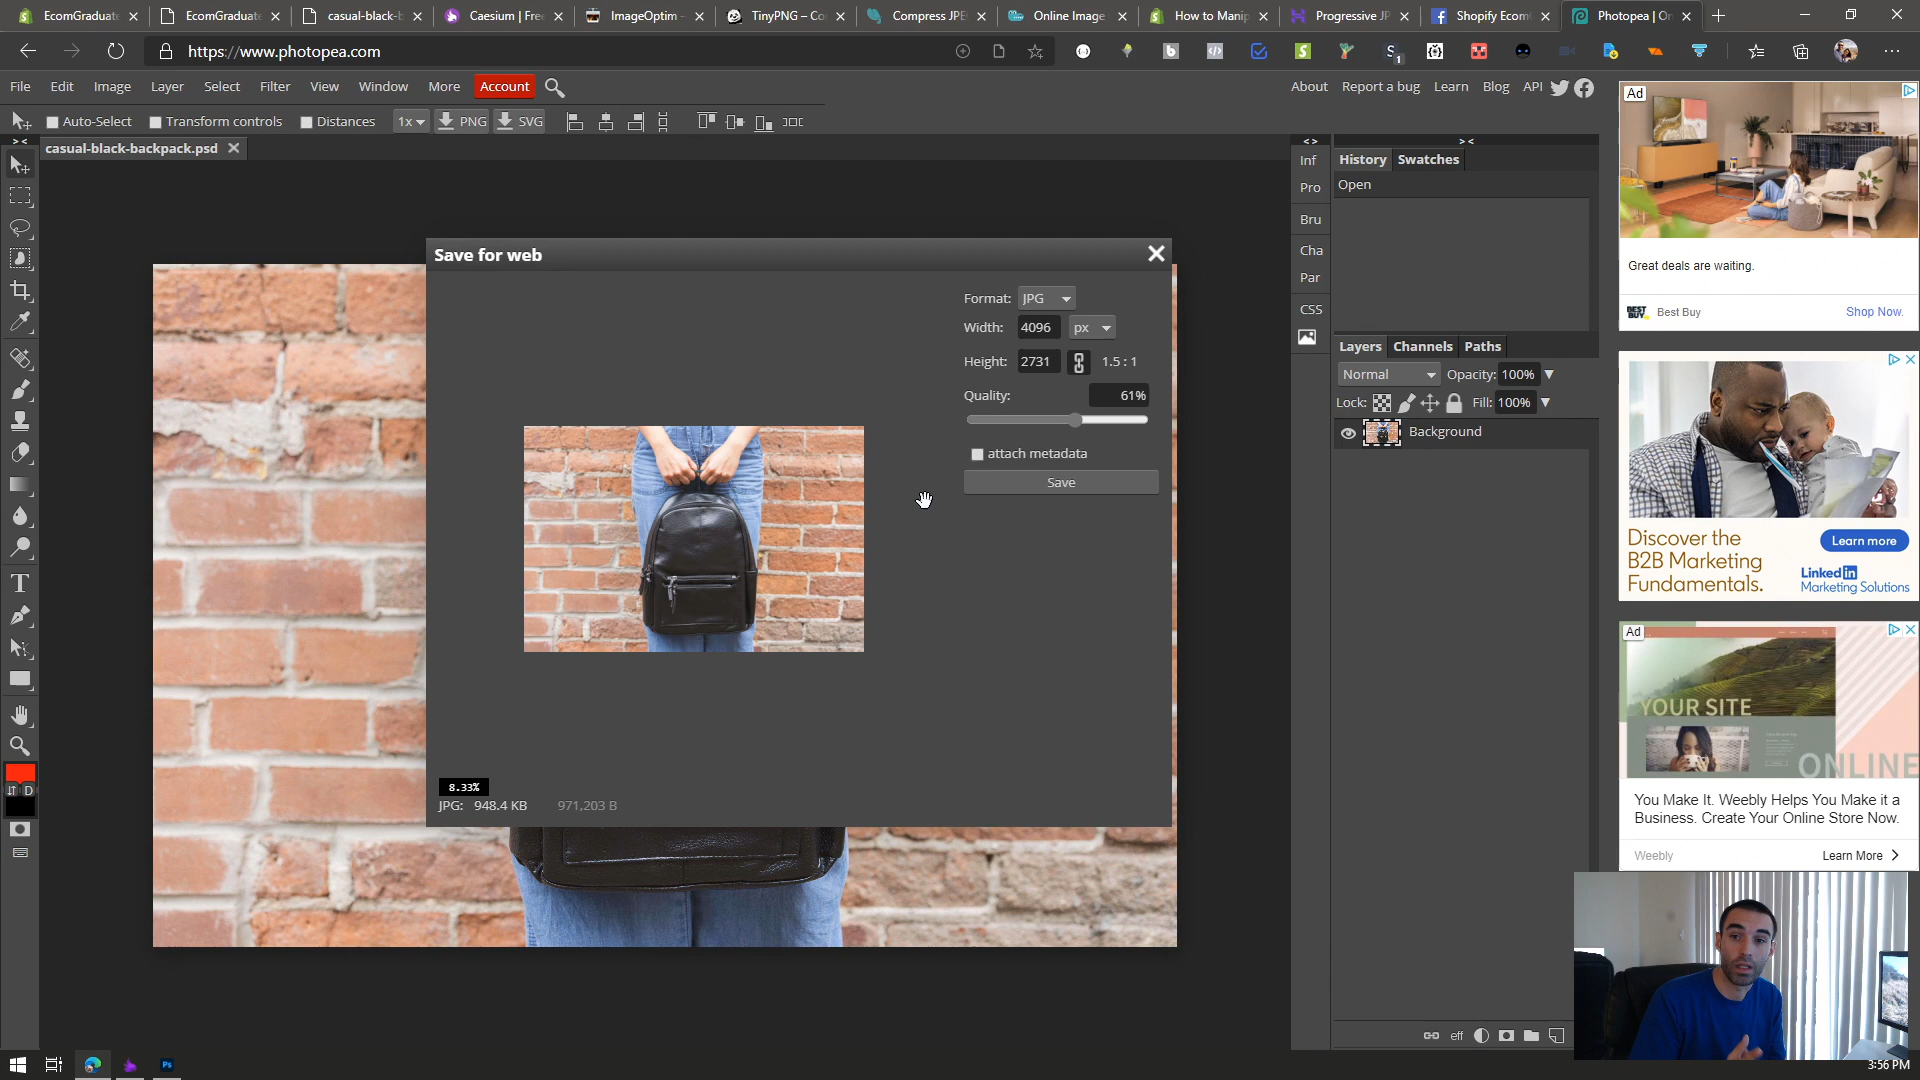 EcomGraduate
EcomGraduate
casual-black-b
Caesium | Fre
ImageOptim
TinyPNG – Co
Compress JPE
Online Image
How to Manip
Progressive JP
Shopify Ecom
Photopea | On
https://www.photopea.com
File Edit Image Layer Select Filter View Window More Account
About Report a bug Learn Blog API
Auto-Select Transform controls Distances 1x PNG SVG
casual-black-backpack.psd
Save for web
Format: JPG
Width: 4096 px
Height: 2731 1.5 : 1
Quality: 61%
attach metadata
Save
8.33%
JPG: 948.4 KB 971,203 B
Inf
Pro
Bru
Cha
Par
CSS
History Swatches
Open
Layers Channels Paths
Normal Opacity: 100%
Lock: Fill: 100%
Background
eff
Ad
Great deals are waiting.
BEST BUY
Best Buy
Shop Now.
Discover the
B2B Marketing
Fundamentals.
Learn more
Linked in
Marketing Solutions
Ad
YOUR SITE
ONLINE
You Make It. Weebly Helps You Make it a
Business. Create Your Online Store Now.
Weebly
Learn More
T
D
Ps
3:56 PM